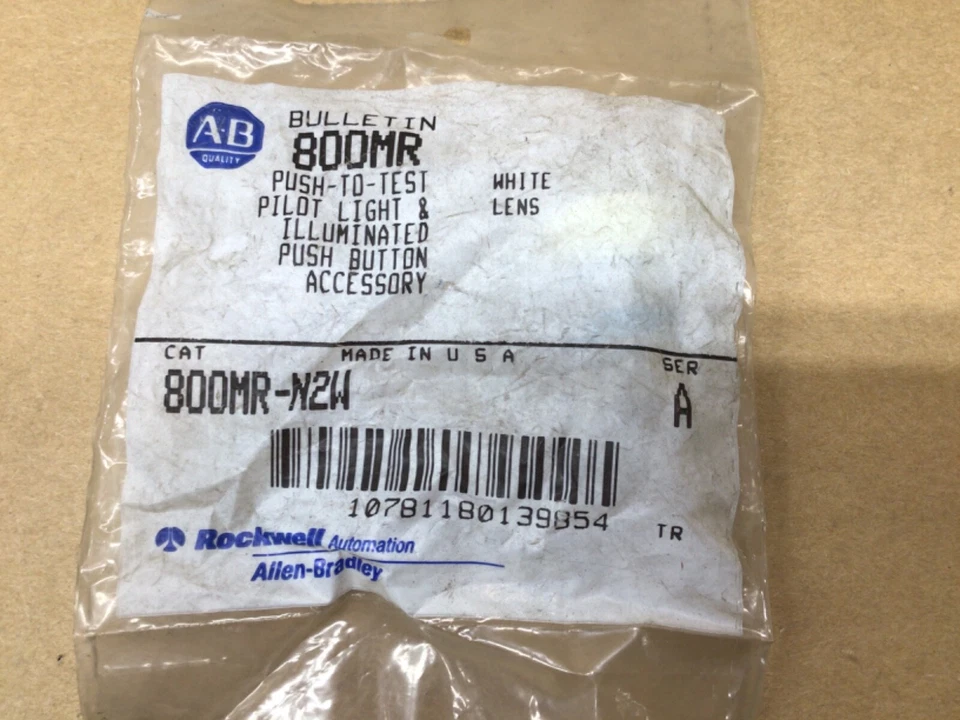 A-B
QUALITY
BULLETIN
800MR
PUSH-TO-TEST
PILOT LIGHT &
ILLUMINATED
PUSH BUTTON
ACCESSORY
WHITE
LENS
CAT MADE IN U S A SER
800MR-N2W A
10781180139854
TR
Rockwell Automation
Allen-Bradley